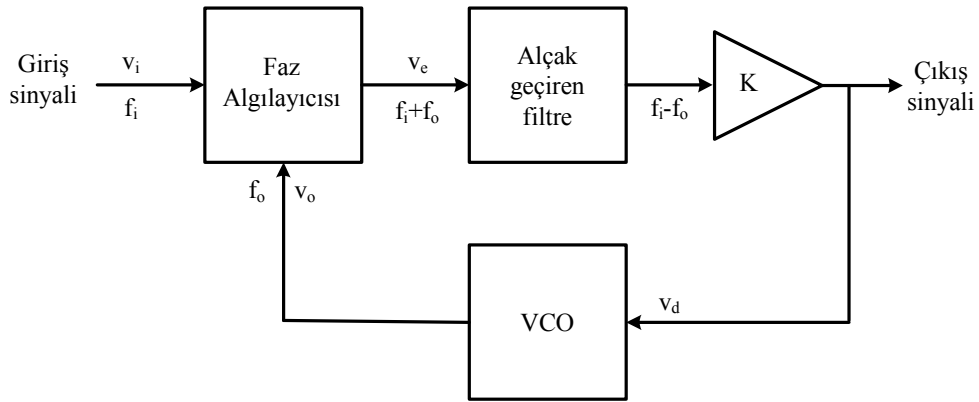 Giriş
sinyali
v_i
f_i
Faz
Algılayıcısı
v_e
f_i+f_o
Alçak
geçiren
filtre
f_i-f_o
K
Çıkış
sinyali
f_o
v_o
VCO
v_d